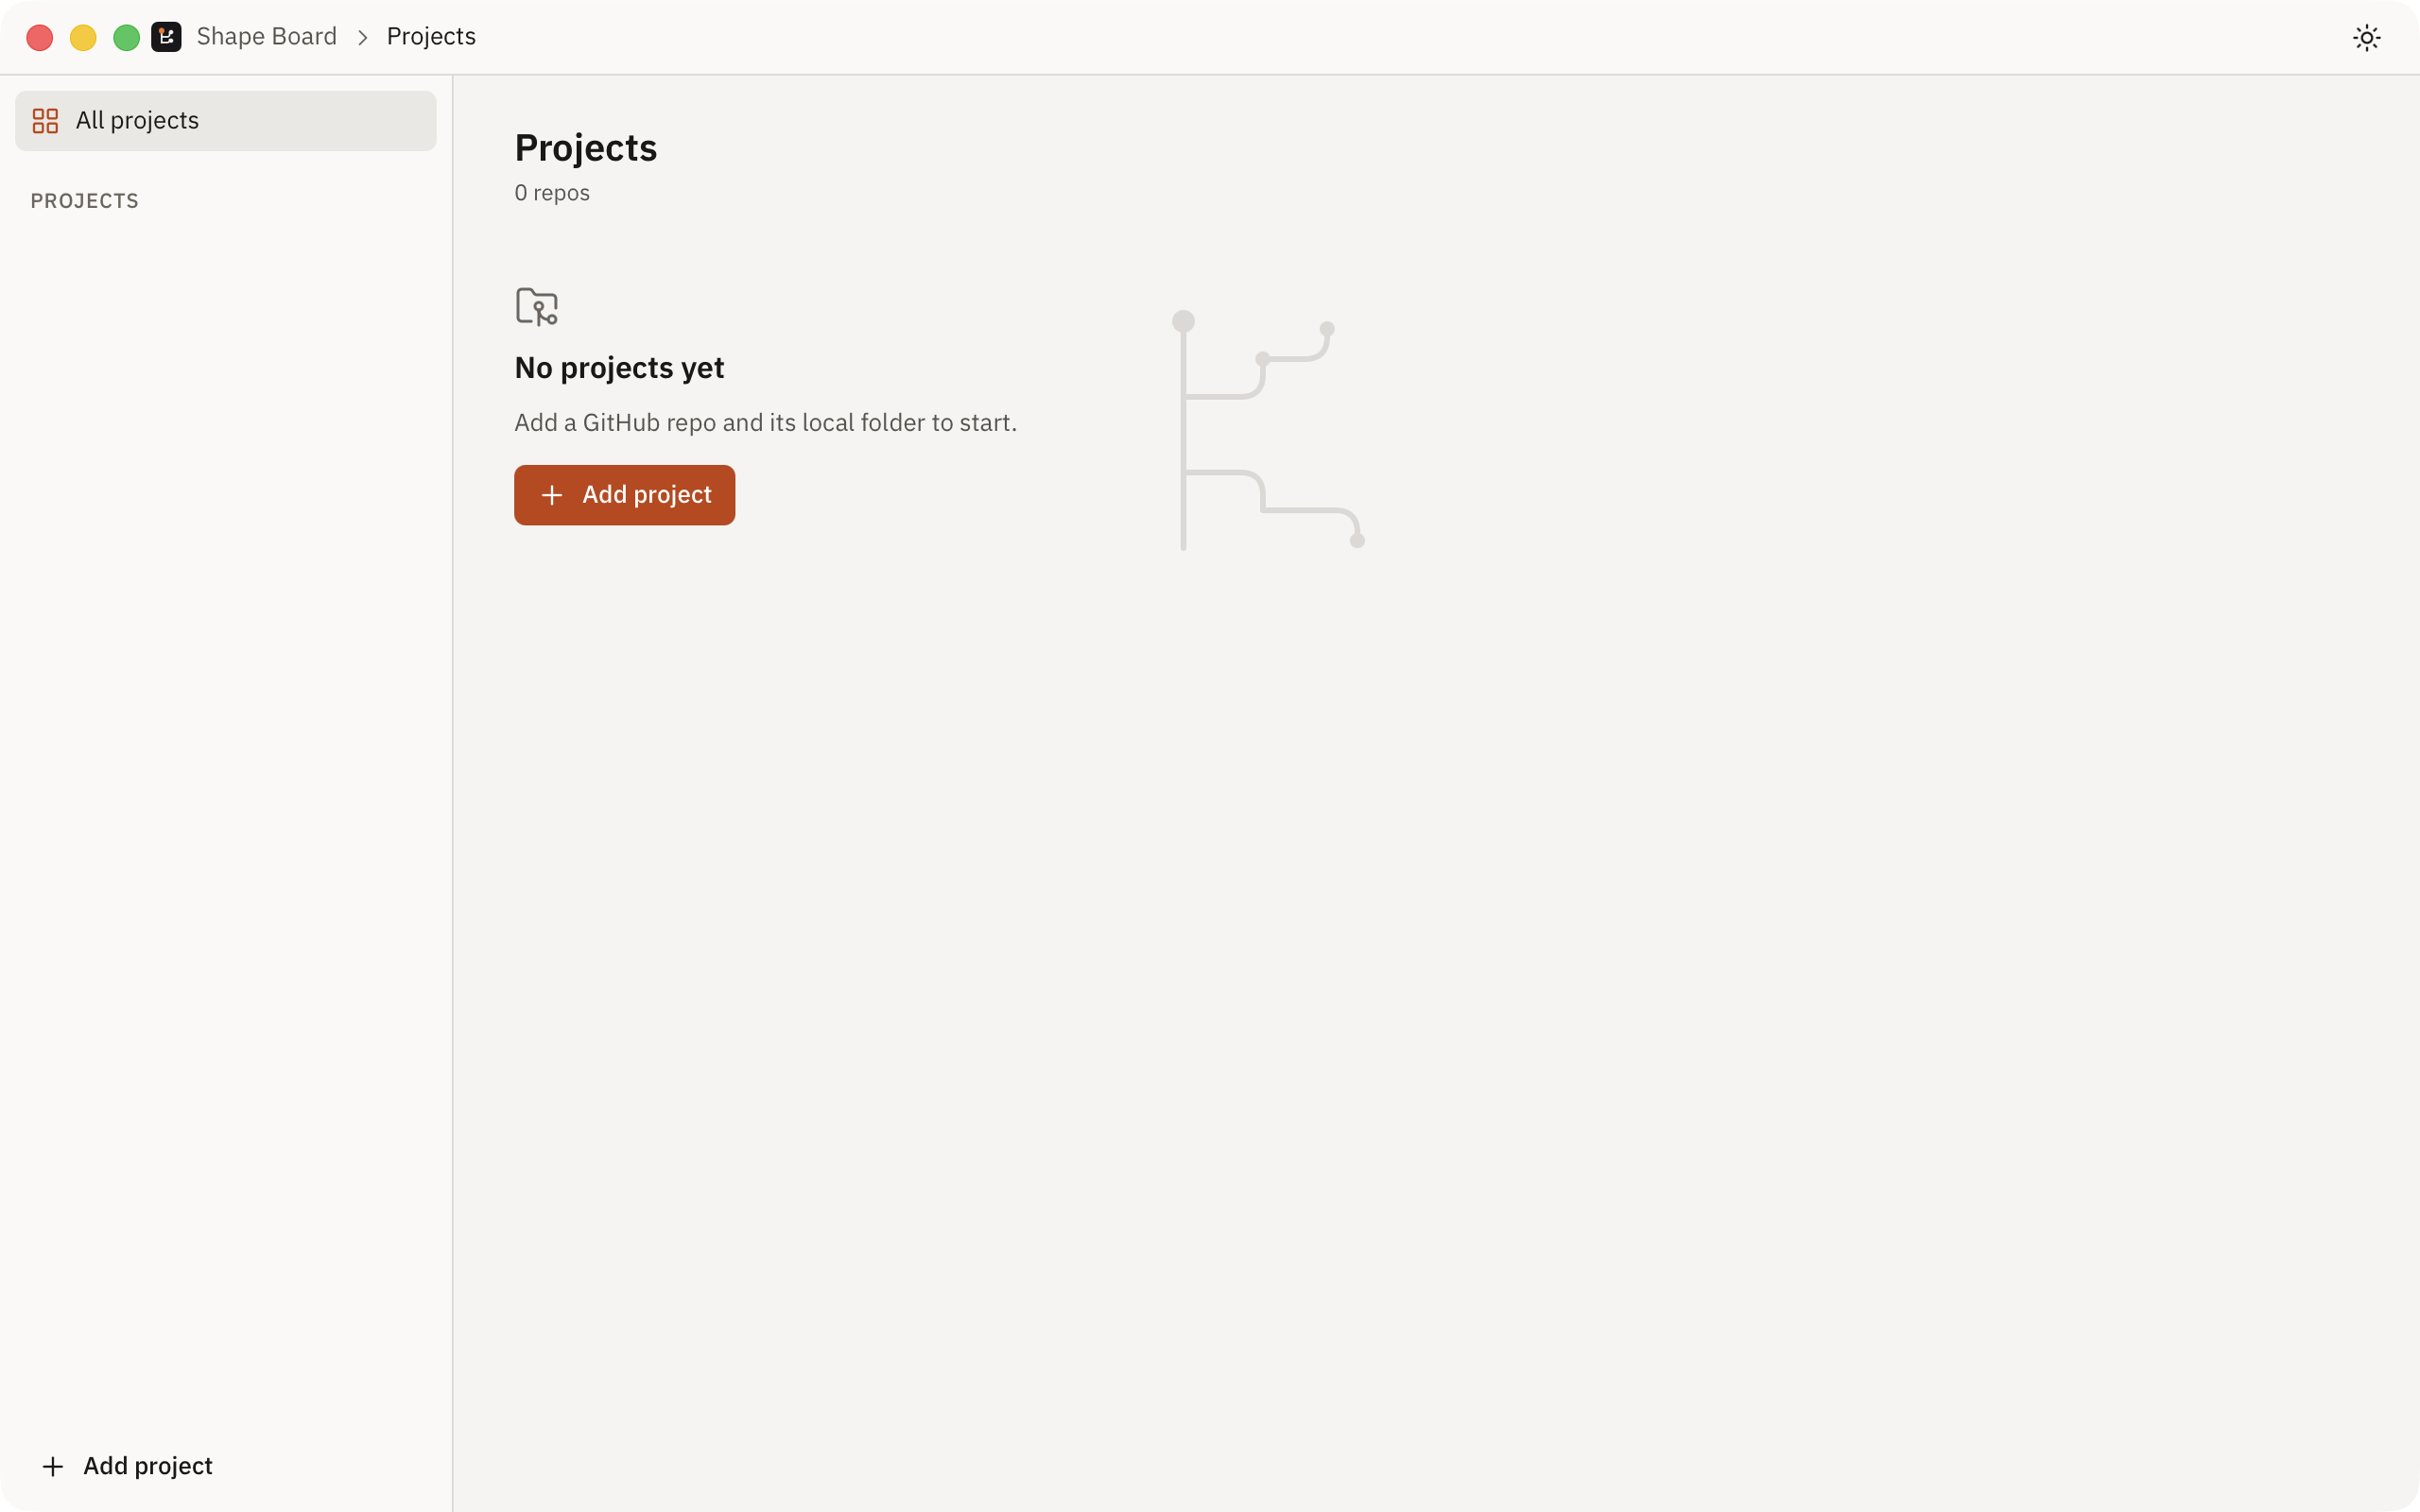 Shape Board > Projects
All projects
PROJECTS
Projects
0 repos
No projects yet
Add a GitHub repo and its local folder to start.
+ Add project
+ Add project